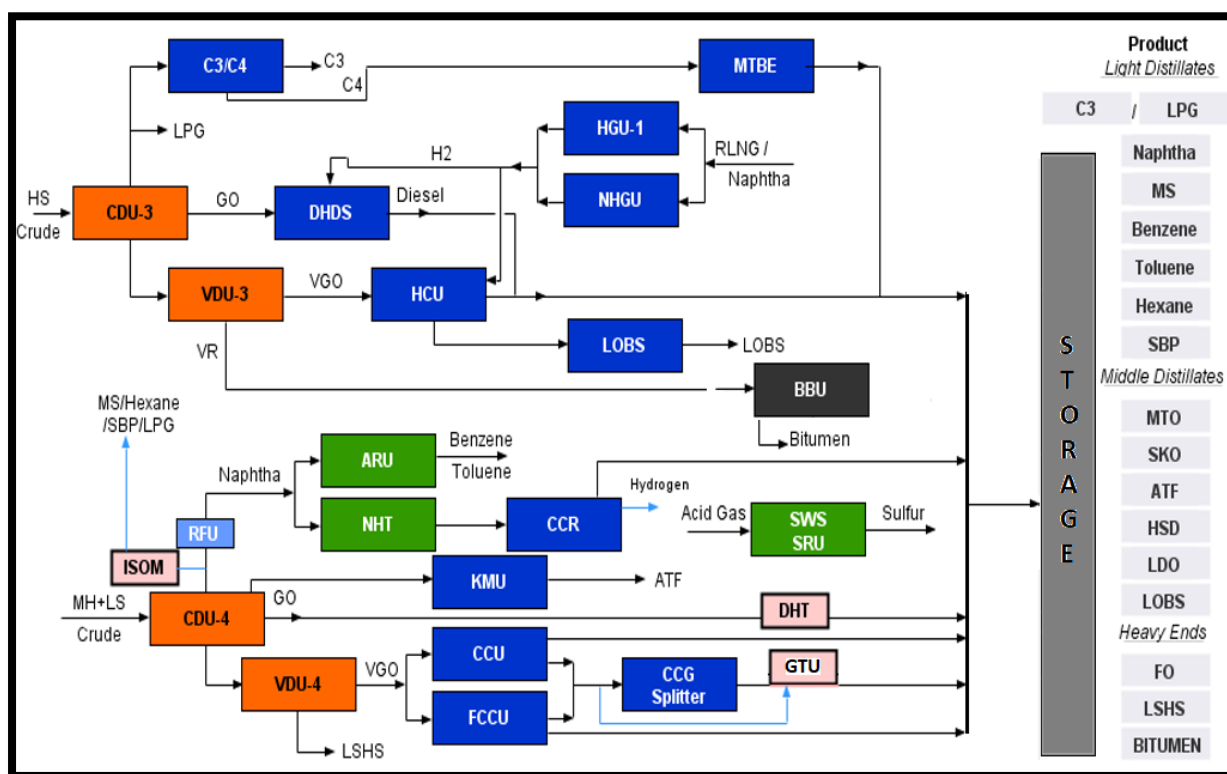 C3/C4
C3
C4
MTBE
LPG
HGU-1
NHGU
H2
RLNG /
Naphtha
HS
Crude
CDU-3
GO
DHDS
Diesel
VDU-3
VGO
HCU
VR
LOBS
LOBS
BBU
Bitumen
MS/Hexane
/SBP/LPG
Naphtha
ARU
Benzene
Toluene
NHT
CCR
Hydrogen
Acid Gas
SWS
SRU
Sulfur
RFU
ISOM
KMU
ATF
MH+LS
Crude
CDU-4
GO
DHT
VDU-4
VGO
CCU
FCCU
CCG
Splitter
GTU
LSHS
STORAGE
Product
Light Distillates
C3 / LPG
Naphtha
MS
Benzene
Toluene
Hexane
SBP
Middle Distillates
MTO
SKO
ATF
HSD
LDO
LOBS
Heavy Ends
FO
LSHS
BITUMEN